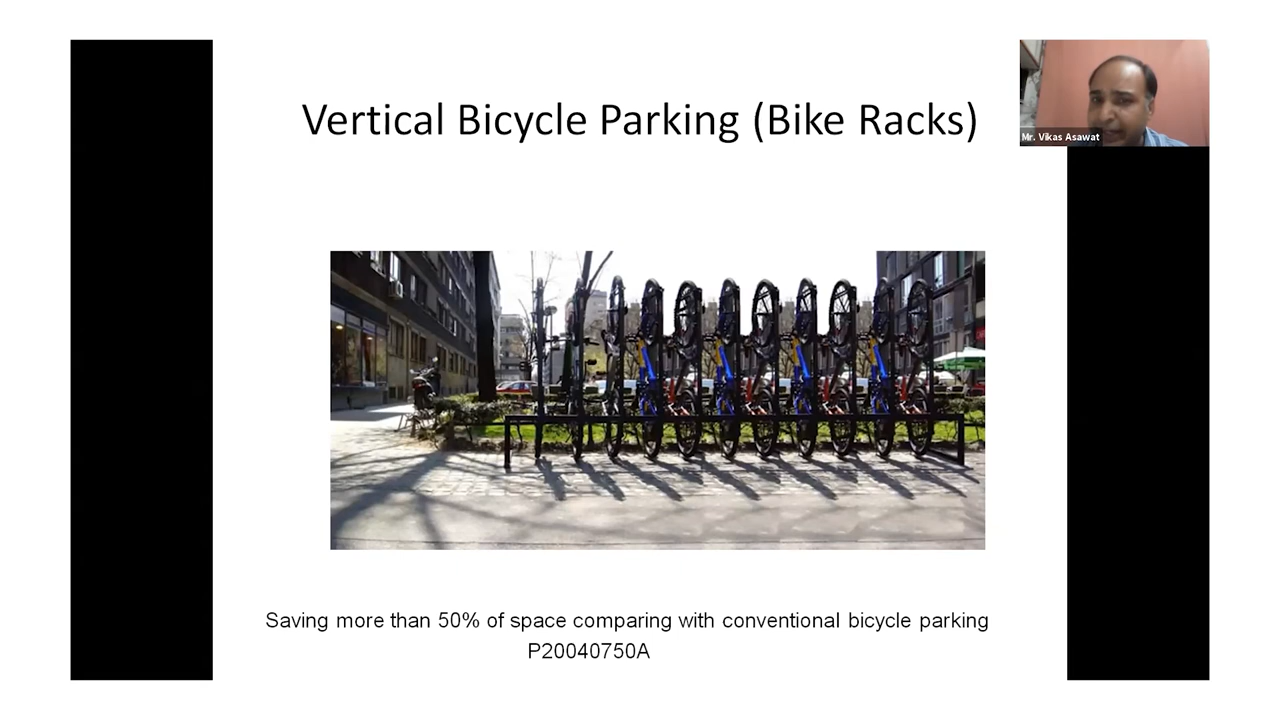 Vertical Bicycle Parking (Bike Racks)
Mr. Vikas Asawat
Saving more than 50% of space comparing with conventional bicycle parking
P20040750A